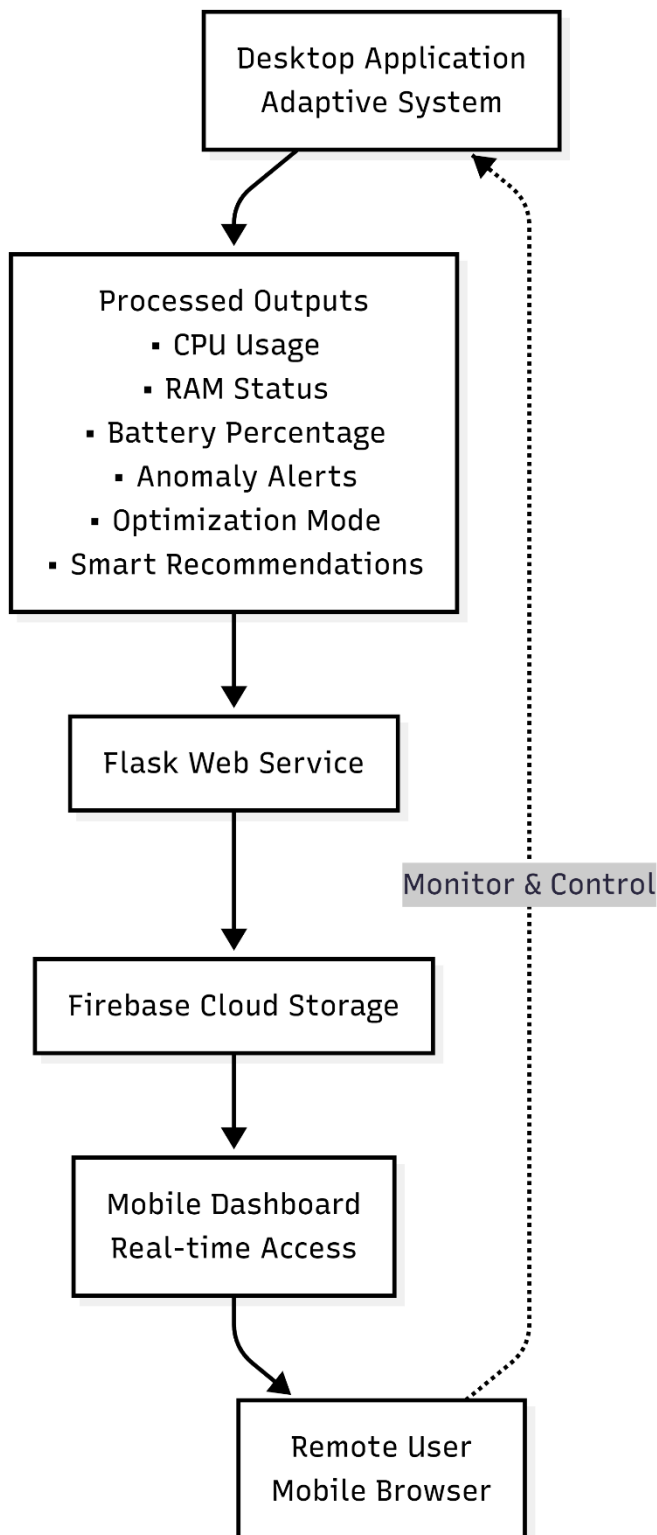 Desktop Application
Adaptive System
Processed Outputs
▪ CPU Usage
▪ RAM Status
▪ Battery Percentage
▪ Anomaly Alerts
▪ Optimization Mode
▪ Smart Recommendations
Flask Web Service
Monitor & Control
Firebase Cloud Storage
Mobile Dashboard
Real-time Access
Remote User
Mobile Browser